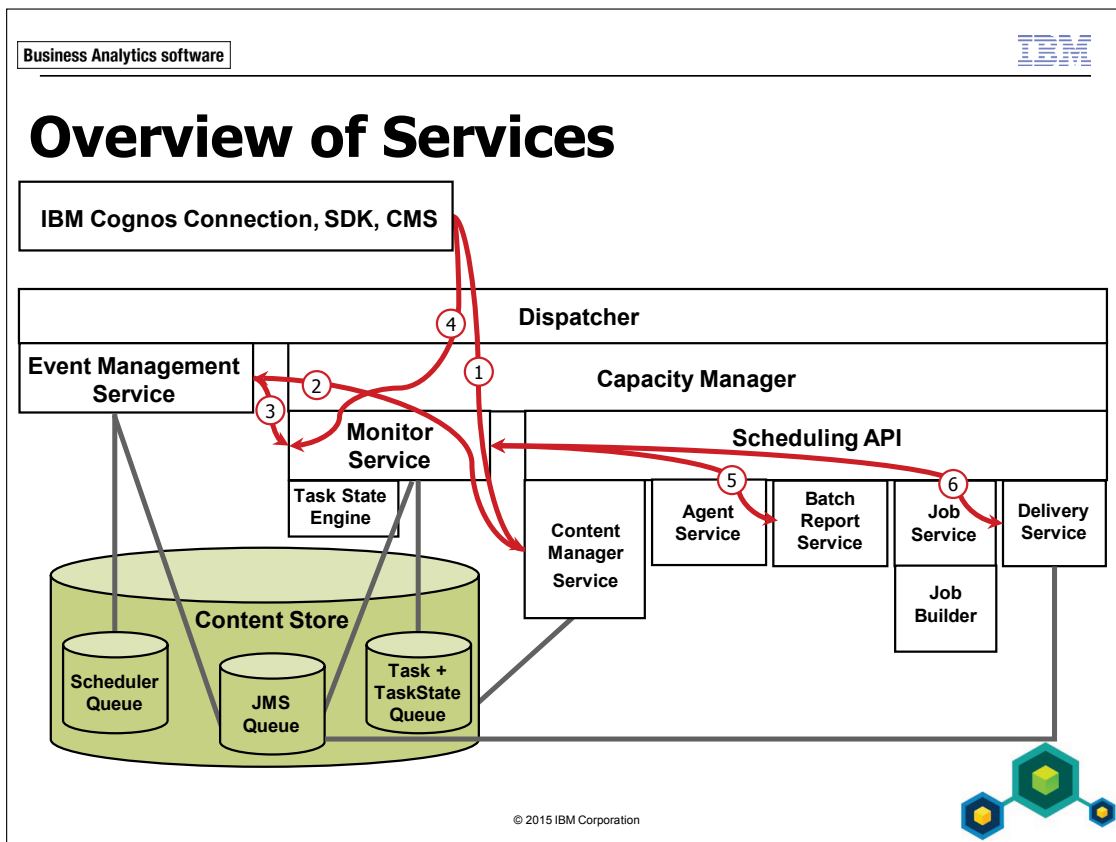 Business Analytics software
IBM
Overview of Services
IBM Cognos Connection, SDK, CMS
Dispatcher
4
Event Management
Service
2
1
Capacity Manager
3
Monitor
Service
Scheduling API
5
6
Task State
Engine
Content
Manager
Service
Agent
Service
Batch
Report
Service
Job
Service
Delivery
Service
Job
Builder
Content Store
Scheduler
Queue
JMS
Queue
Task +
TaskState
Queue
© 2015 IBM Corporation